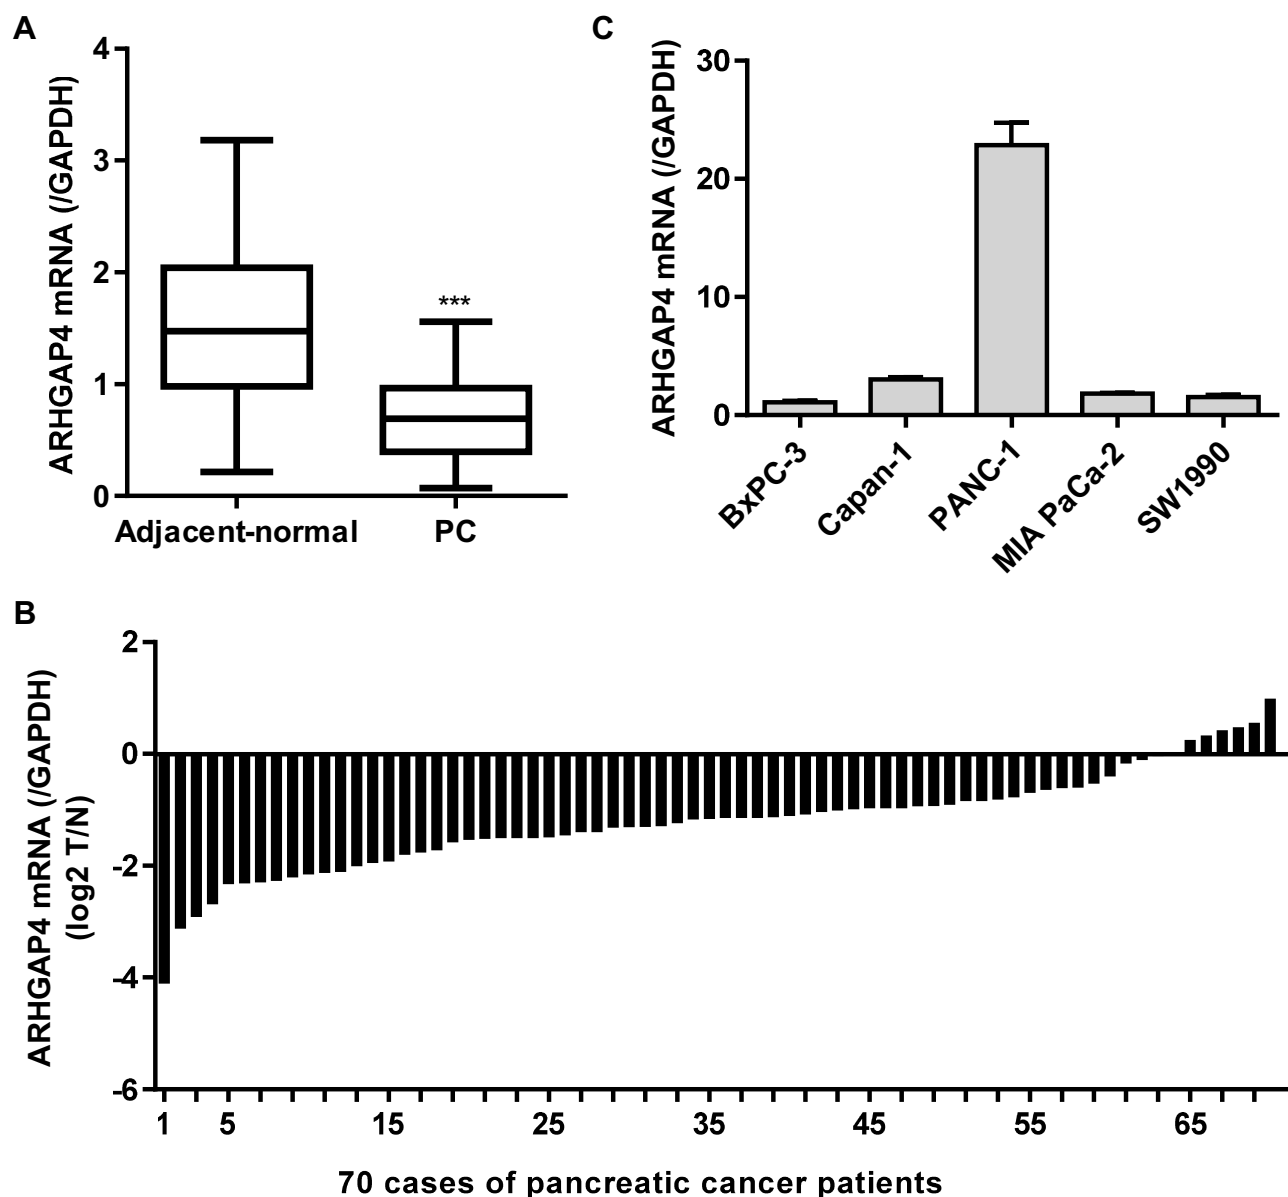 A
ARHGAP4 mRNA (/GAPDH)
4
3
2
1
0
***
Adjacent-normal
PC
C
ARHGAP4 mRNA (/GAPDH)
30
20
10
0
BxPC-3
Capan-1
PANC-1
MIA PaCa-2
SW1990
B
ARHGAP4 mRNA (/GAPDH)
(log2 T/N)
2
0
-2
-4
-6
1
5
15
25
35
45
55
65
70 cases of pancreatic cancer patients